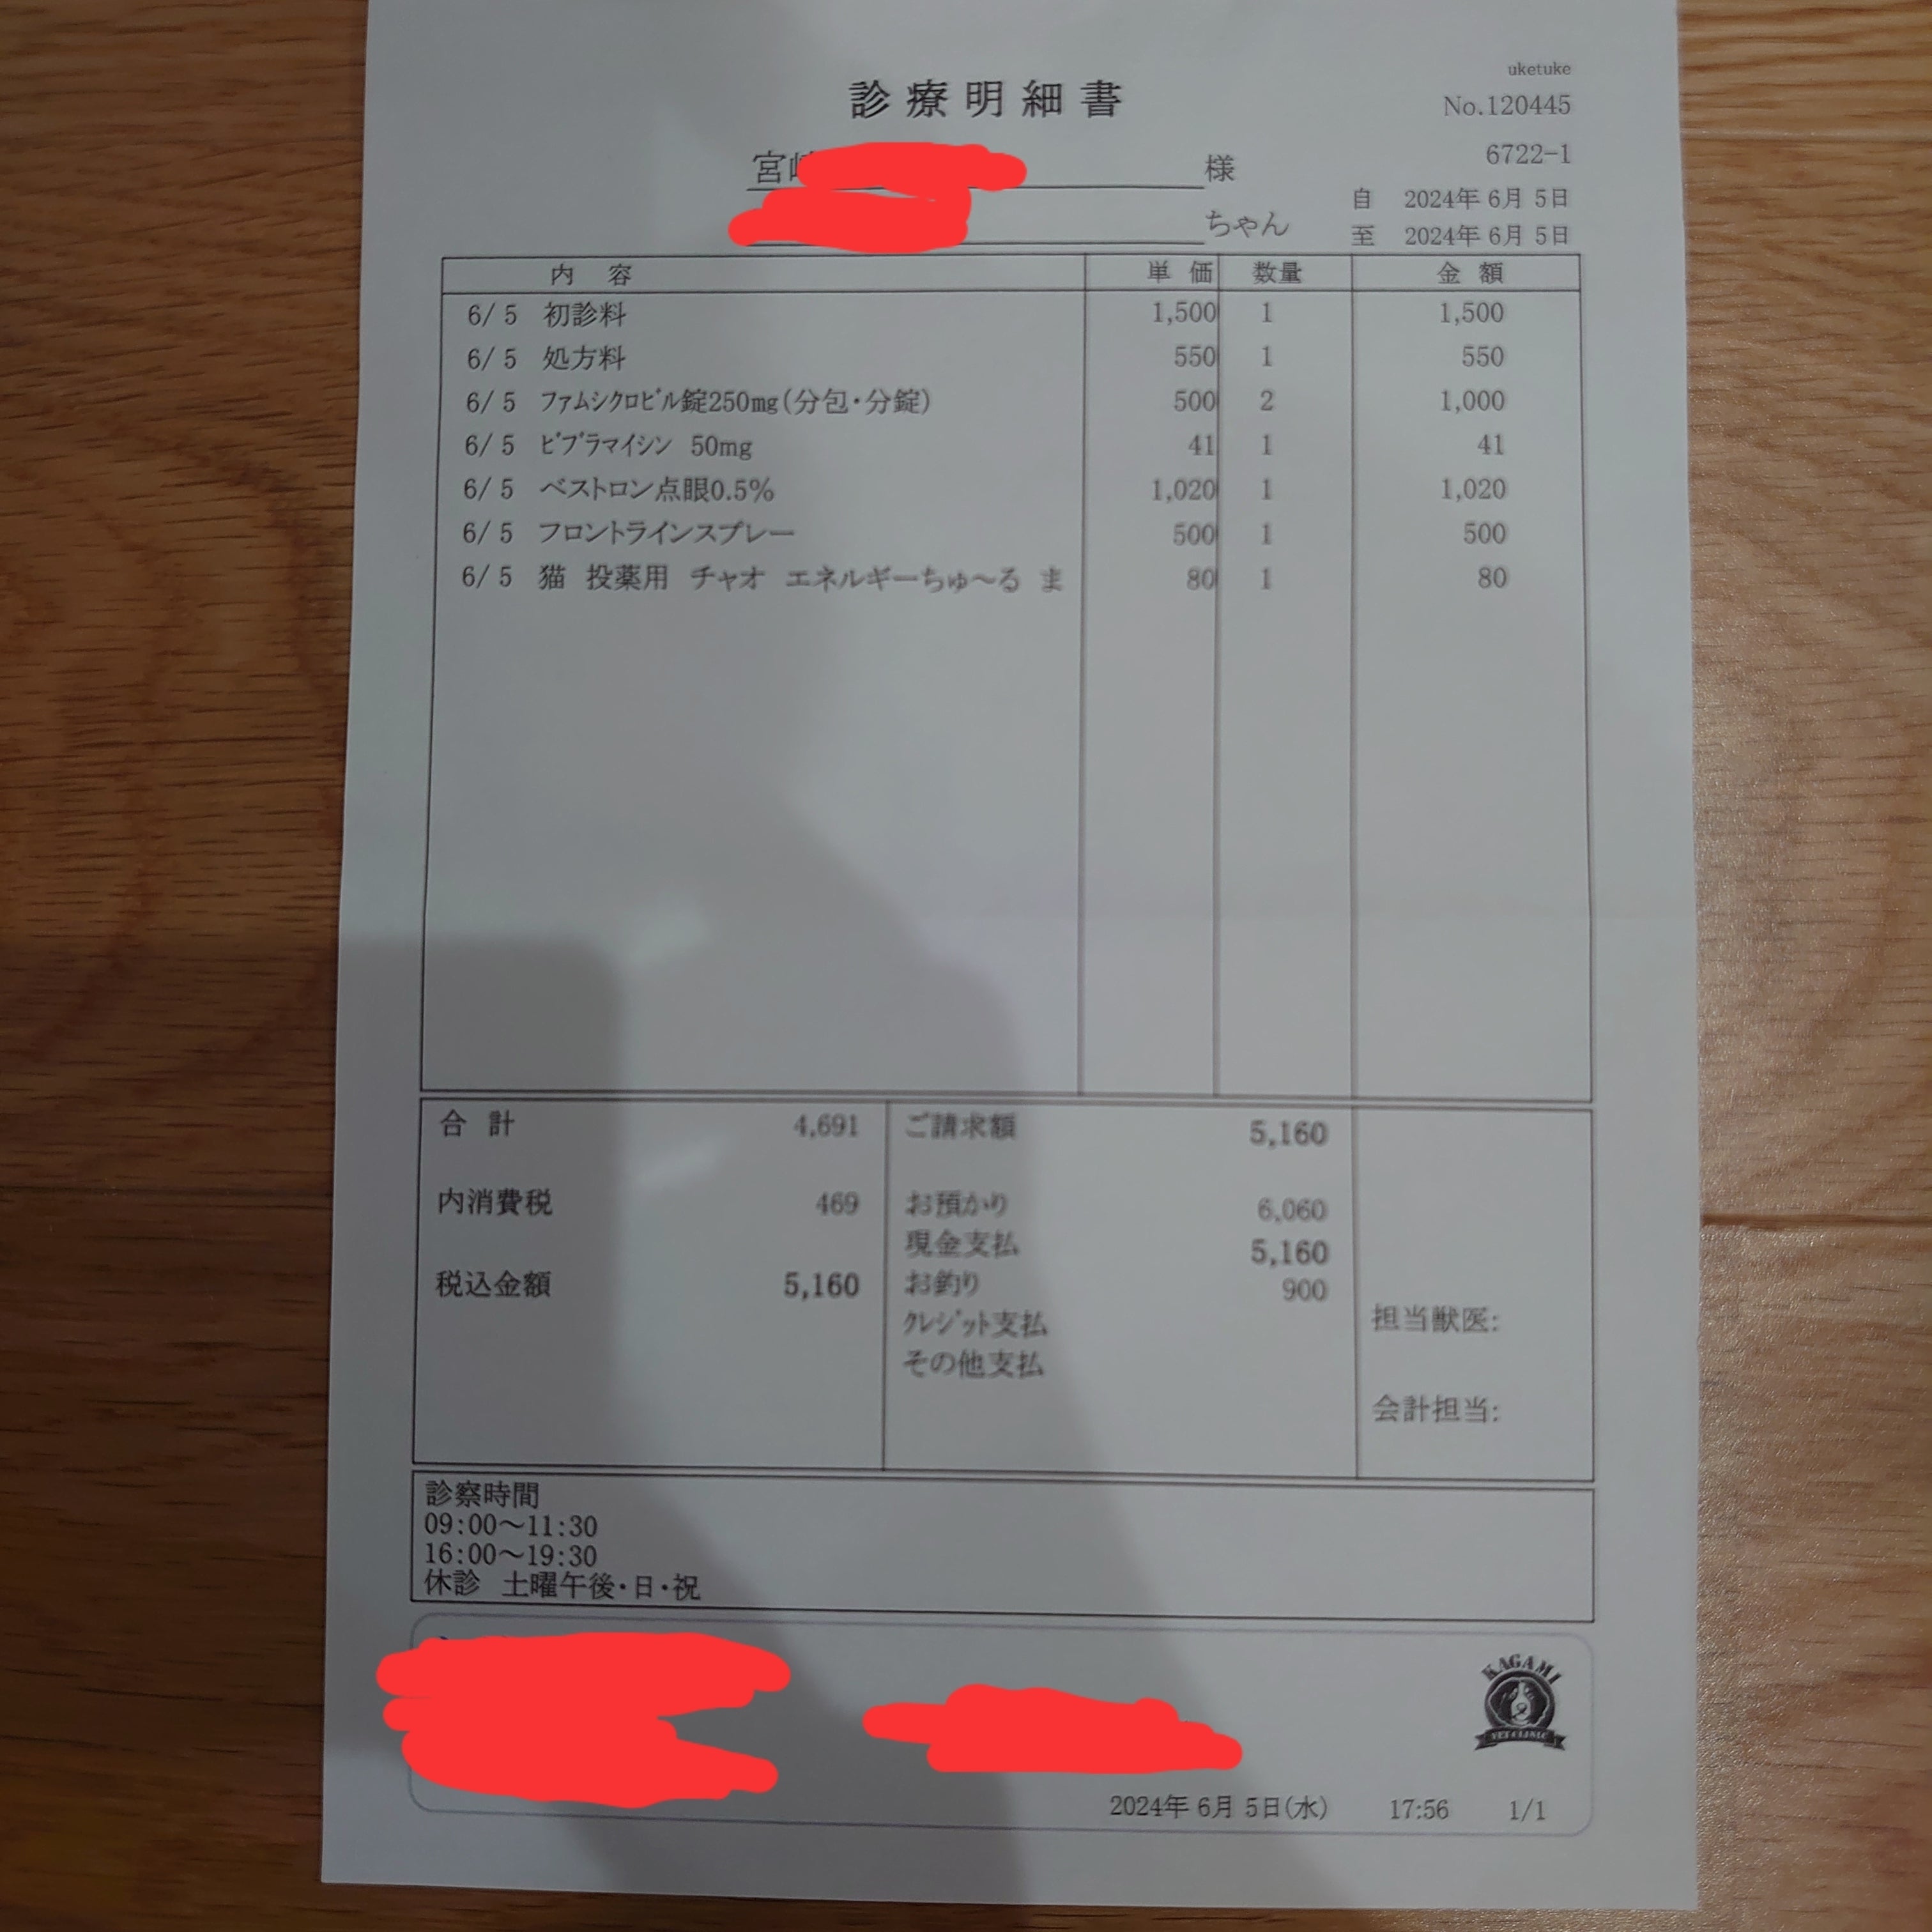 uketuke
診療明細書
No.120445
宮 様
6722-1
ちゃん
自 2024年 6月 5日
至 2024年 6月 5日
内 容 単 価 数量 金 額
6/ 5 初診料 1,500 1 1,500
6/ 5 処方料 550 1 550
6/ 5 ファムシクロビル錠250mg(分包・分錠) 500 2 1,000
6/ 5 ビブラマイシン 50mg 41 1 41
6/ 5 ベストロン点眼0.5% 1,020 1 1,020
6/ 5 フロントラインスプレー 500 1 500
6/ 5 猫 投薬用 チャオ エネルギーちゅ～る ま 80 1 80
合 計 4,691
内消費税 469
税込金額 5,160
ご請求額 5,160
お預かり 6,060
現金支払 5,160
お釣り 900
クレジット支払
その他支払
担当獣医:
会計担当:
診察時間
09:00～11:30
16:00～19:30
休診 土曜午後・日・祝
KAGAMI
VET CLINIC
2024年 6月 5日(水) 17:56 1/1